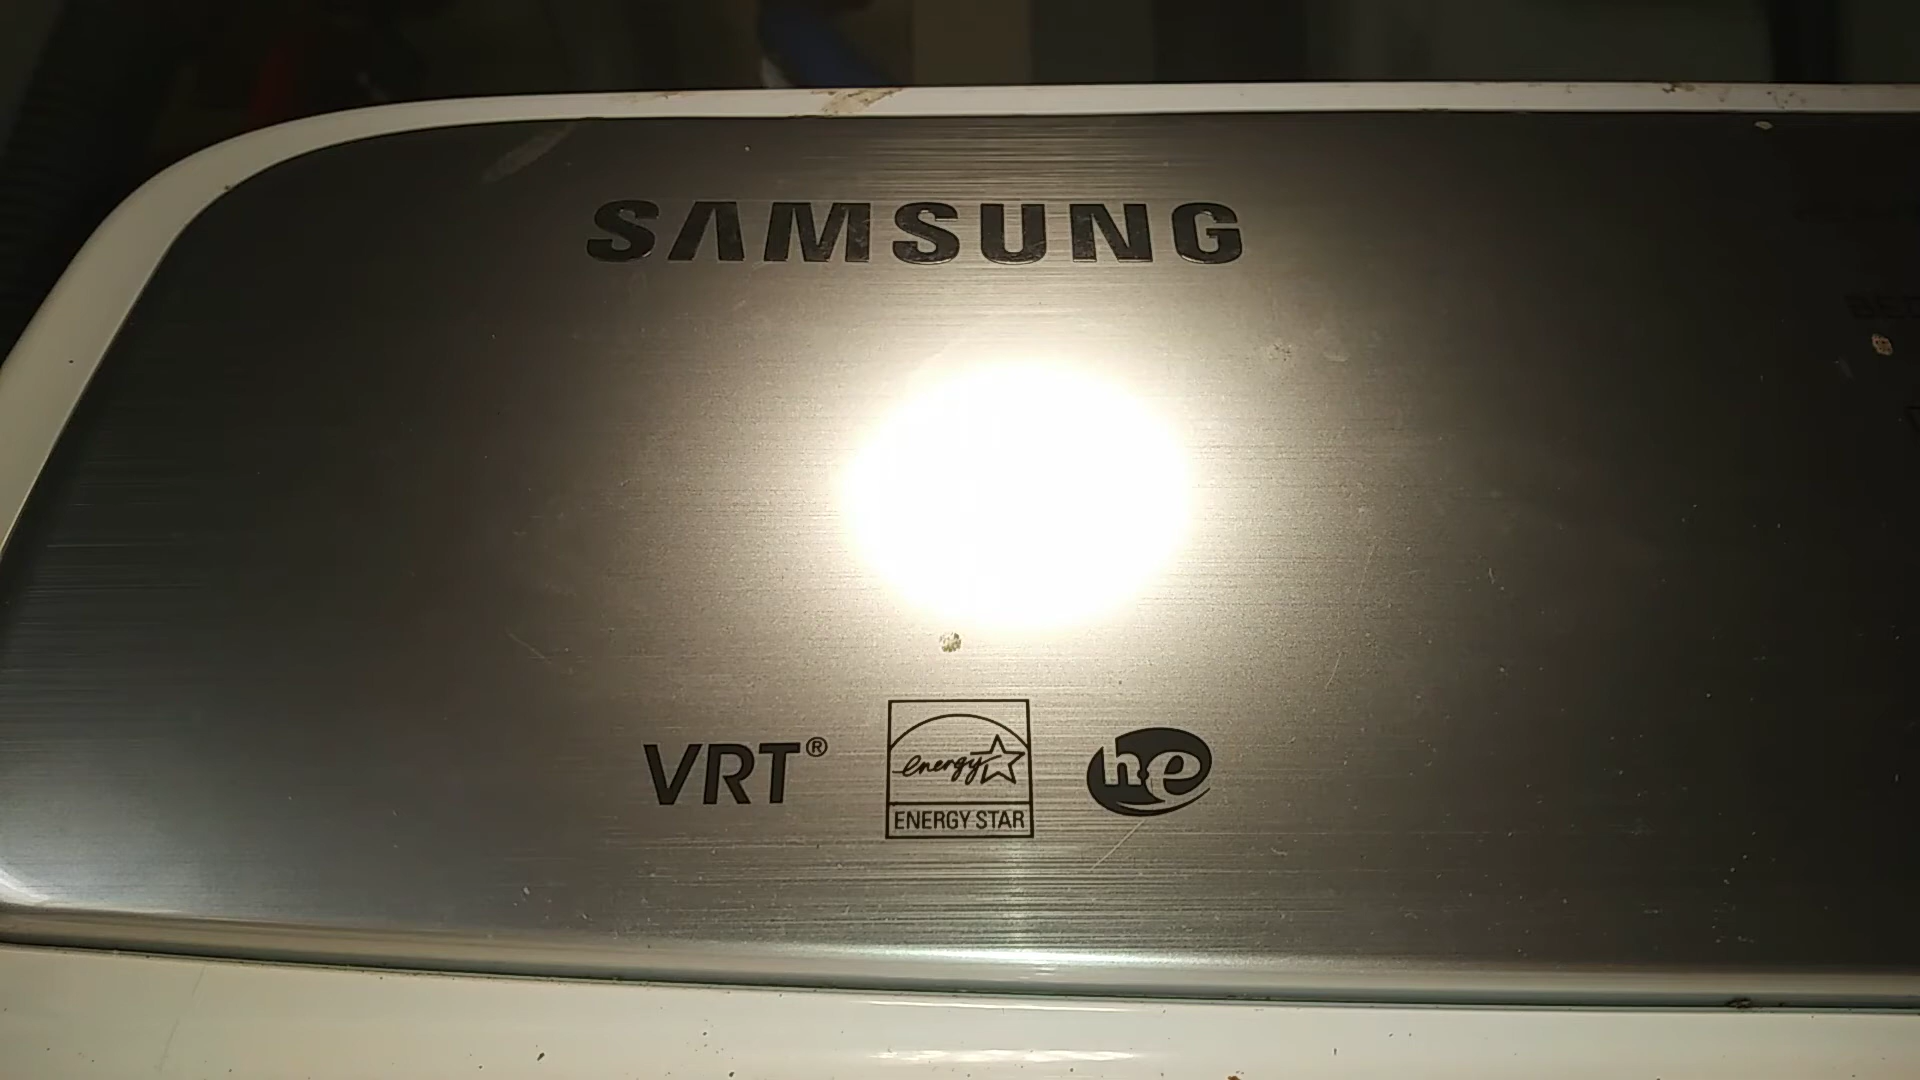 SAMSUNG
VRT®
energy
ENERGY STAR
he